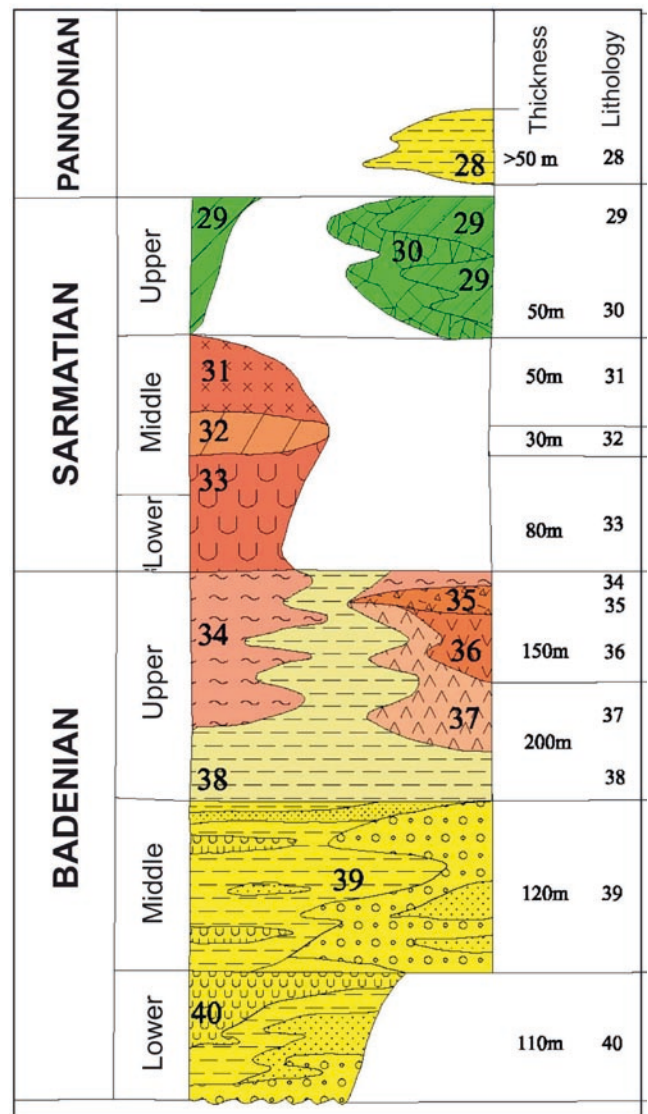 Thickness
Lithology
PANNONIAN
28
>50 m
28
SARMATIAN
Upper
29
29
29
30
29
50m
30
Middle
31
50m
31
32
30m
32
33
Lower
80m
33
BADENIAN
Upper
34
35
35
34
36
150m
36
37
37
200m
38
38
Middle
39
120m
39
Lower
40
110m
40